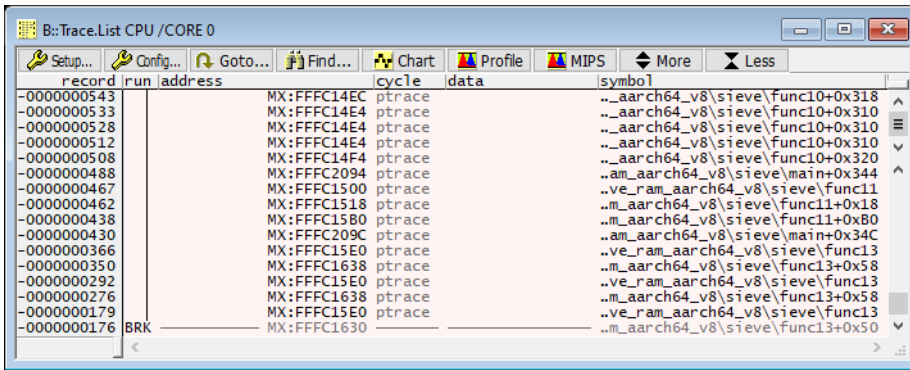 B::Trace.List CPU /CORE 0
Setup... Config... Goto... Find... Chart Profile MIPS More Less
record run address cycle data symbol
-0000000543 MX:FFFC14EC ptrace .._aarch64_v8\sieve\func10+0x318
-0000000533 MX:FFFC14E4 ptrace .._aarch64_v8\sieve\func10+0x310
-0000000528 MX:FFFC14E4 ptrace .._aarch64_v8\sieve\func10+0x310
-0000000512 MX:FFFC14E4 ptrace .._aarch64_v8\sieve\func10+0x310
-0000000508 MX:FFFC14F4 ptrace .._aarch64_v8\sieve\func10+0x320
-0000000488 MX:FFFC2094 ptrace ..am_aarch64_v8\sieve\main+0x344
-0000000467 MX:FFFC1500 ptrace ..ve_ram_aarch64_v8\sieve\func11
-0000000462 MX:FFFC1518 ptrace ..m_aarch64_v8\sieve\func11+0x18
-0000000438 MX:FFFC15B0 ptrace ..m_aarch64_v8\sieve\func11+0xB0
-0000000430 MX:FFFC209C ptrace ..am_aarch64_v8\sieve\main+0x34C
-0000000366 MX:FFFC15E0 ptrace ..ve_ram_aarch64_v8\sieve\func13
-0000000350 MX:FFFC1638 ptrace ..m_aarch64_v8\sieve\func13+0x58
-0000000292 MX:FFFC15E0 ptrace ..ve_ram_aarch64_v8\sieve\func13
-0000000276 MX:FFFC1638 ptrace ..m_aarch64_v8\sieve\func13+0x58
-0000000179 MX:FFFC15E0 ptrace ..ve_ram_aarch64_v8\sieve\func13
-0000000176 BRK MX:FFFC1630 ..m_aarch64_v8\sieve\func13+0x50